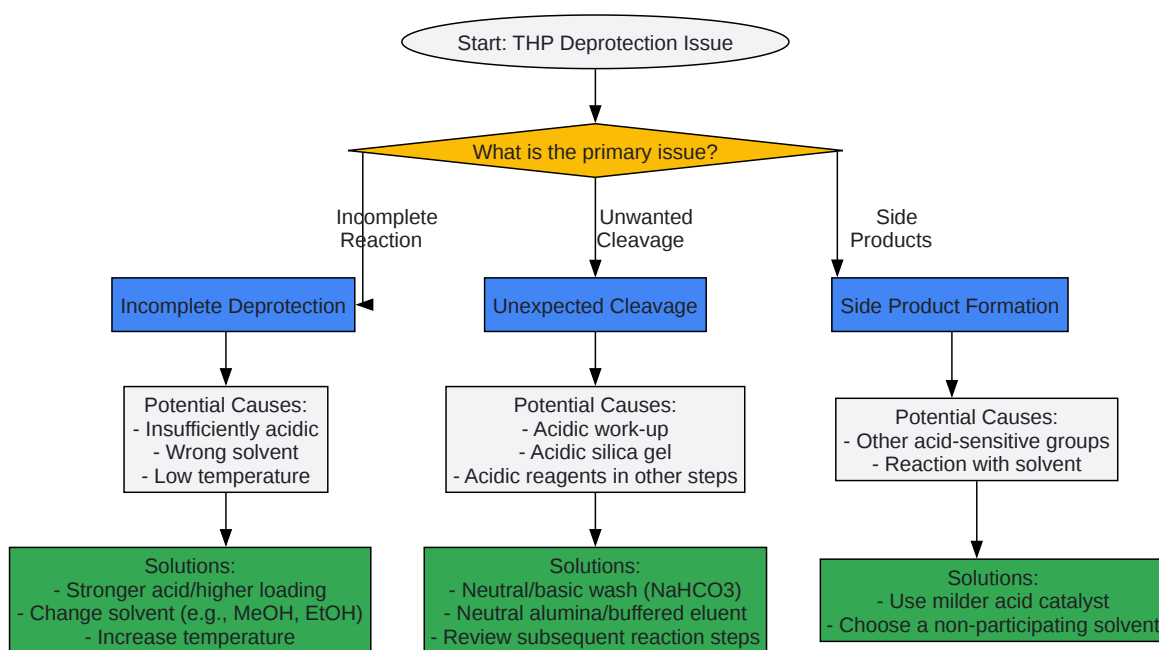 Start: THP Deprotection Issue
What is the primary issue?
Incomplete
Reaction
Unwanted
Cleavage
Side
Products
Incomplete Deprotection
Unexpected Cleavage
Side Product Formation
Potential Causes:
- Insufficiently acidic
- Wrong solvent
- Low temperature
Potential Causes:
- Acidic work-up
- Acidic silica gel
- Acidic reagents in other steps
Potential Causes:
- Other acid-sensitive groups
- Reaction with solvent
Solutions:
- Stronger acid/higher loading
- Change solvent (e.g., MeOH, EtOH)
- Increase temperature
Solutions:
- Neutral/basic wash (NaHCO3)
- Neutral alumina/buffered eluent
- Review subsequent reaction steps
Solutions:
- Use milder acid catalyst
- Choose a non-participating solvent